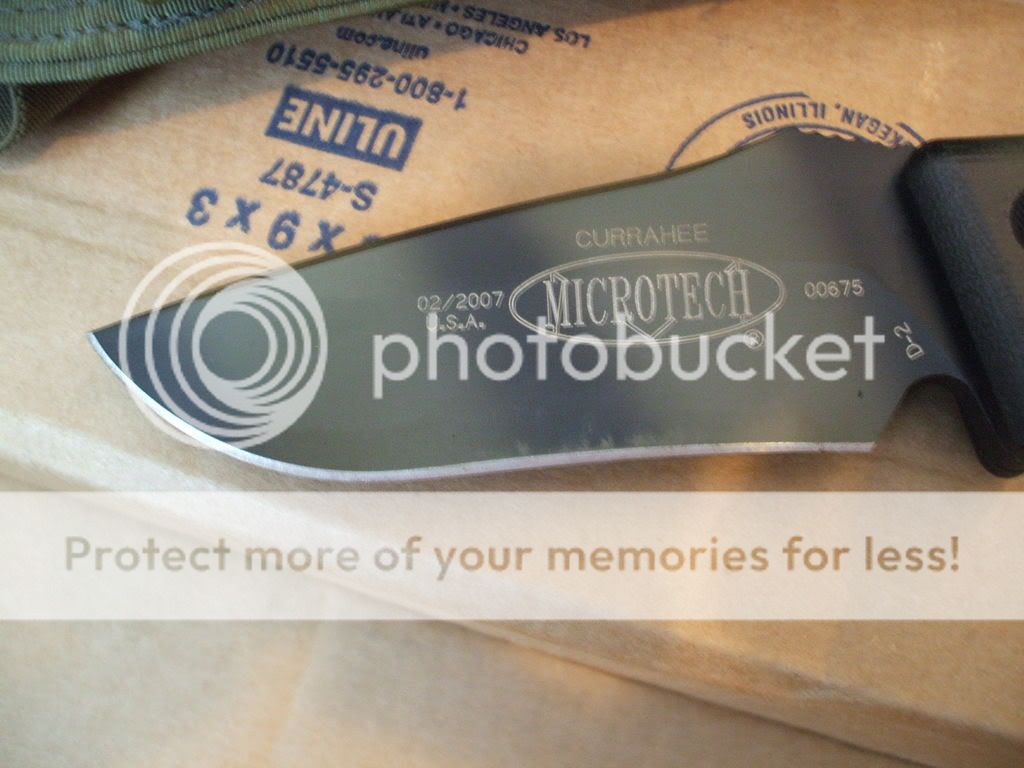 LOS ANGELES •
CHICAGO • ATLA
uline.com
1-800-295-5510
ULINE
S-4787
x 9 x 3
KEGAN, ILLINOIS
CURRAHEE
02/2007
U.S.A.
MICROTECH
®
00675
D-2
photobucket
Protect more of your memories for less!